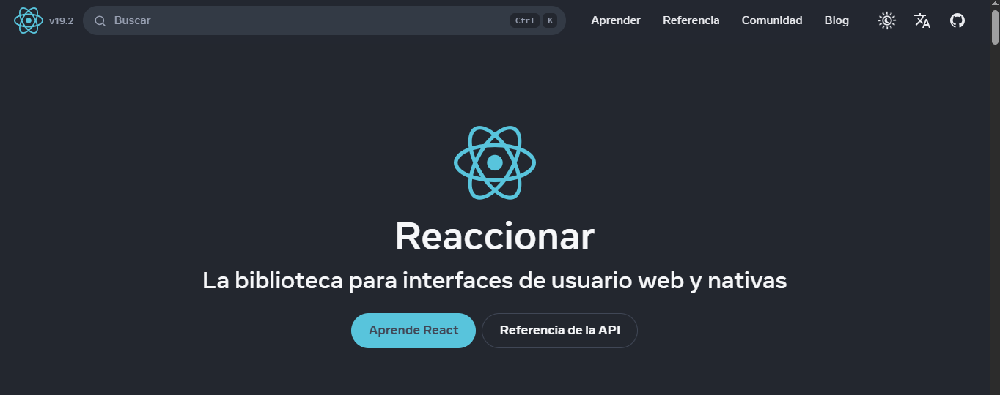 v19.2 Buscar Ctrl K Aprender Referencia Comunidad Blog
Reaccionar
La biblioteca para interfaces de usuario web y nativas
Aprende React Referencia de la API